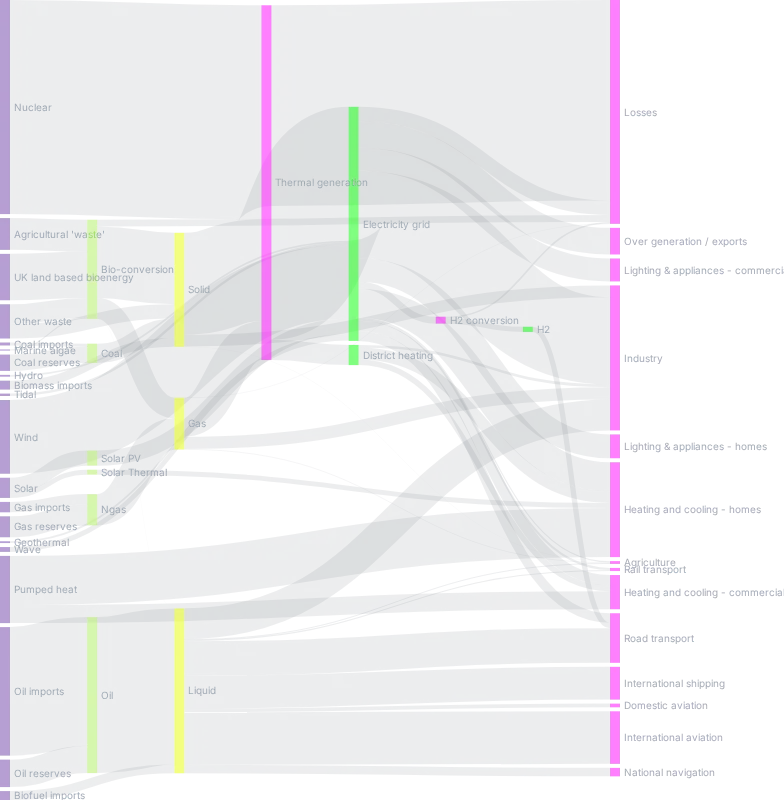 Nuclear
Losses
Thermal generation
Electricity grid
Agricultural 'waste'
Over generation / exports
Bio-conversion
Lighting & appliances - commerci
UK land based bioenergy
Solid
Other waste
H2 conversion
H2
Coal imports
Marine algae
Coal
District heating
Industry
Coal reserves
Hydro
Biomass imports
Tidal
Gas
Wind
Lighting & appliances - homes
Solar PV
Solar Thermal
Solar
Gas imports
Ngas
Heating and cooling - homes
Gas reserves
Geothermal
Wave
Agriculture
Rail transport
Pumped heat
Heating and cooling - commercia
Road transport
Oil imports
Oil
Liquid
International shipping
Domestic aviation
International aviation
Oil reserves
National navigation
Biofuel imports